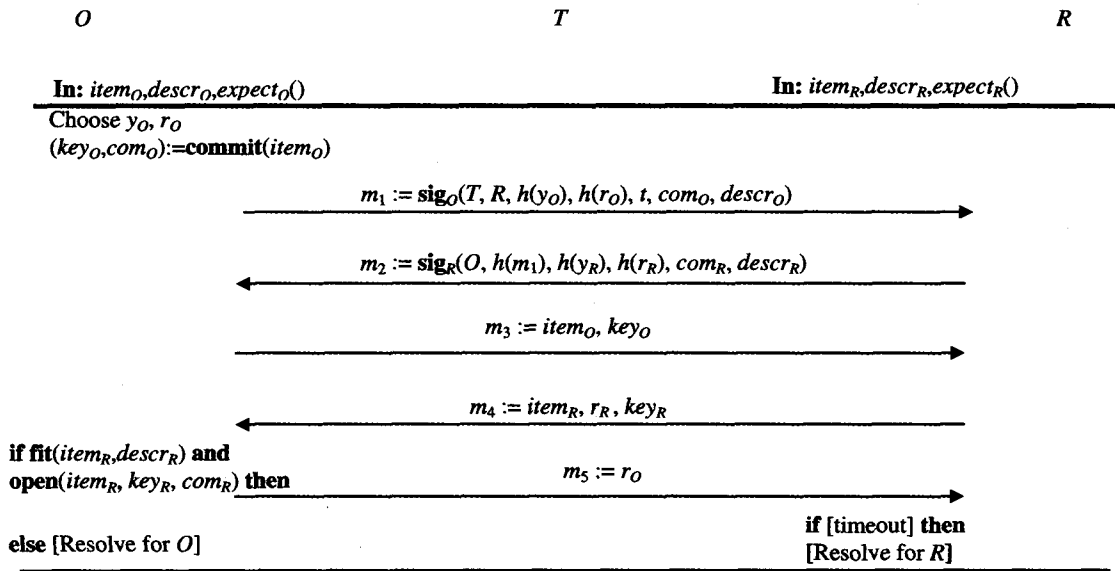 O T R
In: item_O,descr_O,expect_O() In: item_R,descr_R,expect_R()
Choose y_O, r_O
(key_O,com_O):=commit(item_O)
m_1 := sig_O(T, R, h(y_O), h(r_O), t, com_O, descr_O)
m_2 := sig_R(O, h(m_1), h(y_R), h(r_R), com_R, descr_R)
m_3 := item_O, key_O
m_4 := item_R, r_R, key_R
if fit(item_R,descr_R) and
open(item_R, key_R, com_R) then m_5 := r_O
if [timeout] then
else [Resolve for O] [Resolve for R]